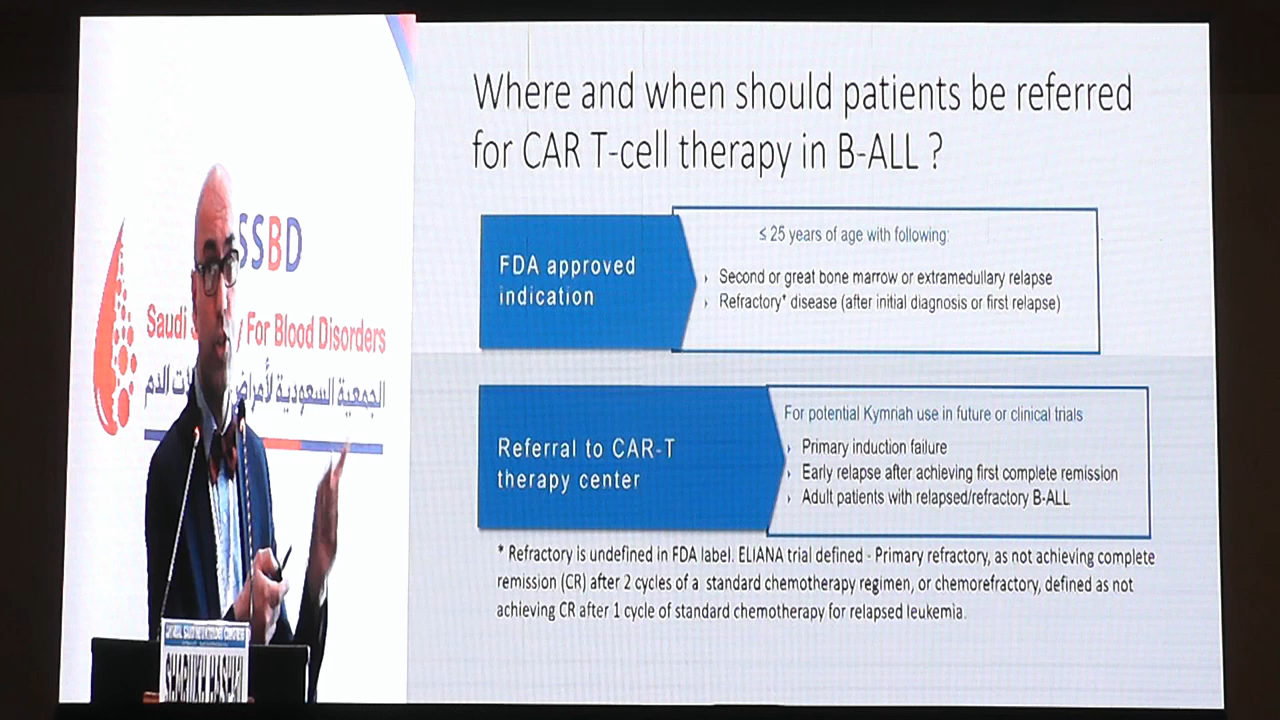 Where and when should patients be referred
for CAR T-cell therapy in B-ALL ?
FDA approved
indication
≤ 25 years of age with following:
› Second or great bone marrow or extramedullary relapse
› Refractory* disease (after initial diagnosis or first relapse)
Referral to CAR-T
therapy center
For potential Kymriah use in future or clinical trials
› Primary induction failure
› Early relapse after achieving first complete remission
› Adult patients with relapsed/refractory B-ALL
* Refractory is undefined in FDA label. ELIANA trial defined - Primary refractory, as not achieving complete
remission (CR) after 2 cycles of a standard chemotherapy regimen, or chemorefractory, defined as not
achieving CR after 1 cycle of standard chemotherapy for relapsed leukemia.
SSBD
Saudi For Blood Disorders
الجمعية السعودية لأمراض الدم